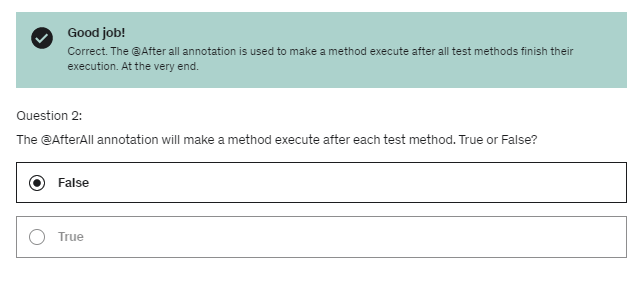 Good job!
Correct. The @After all annotation is used to make a method execute after all test methods finish their
execution. At the very end.
Question 2:
The @AfterAll annotation will make a method execute after each test method. True or False?
False
True